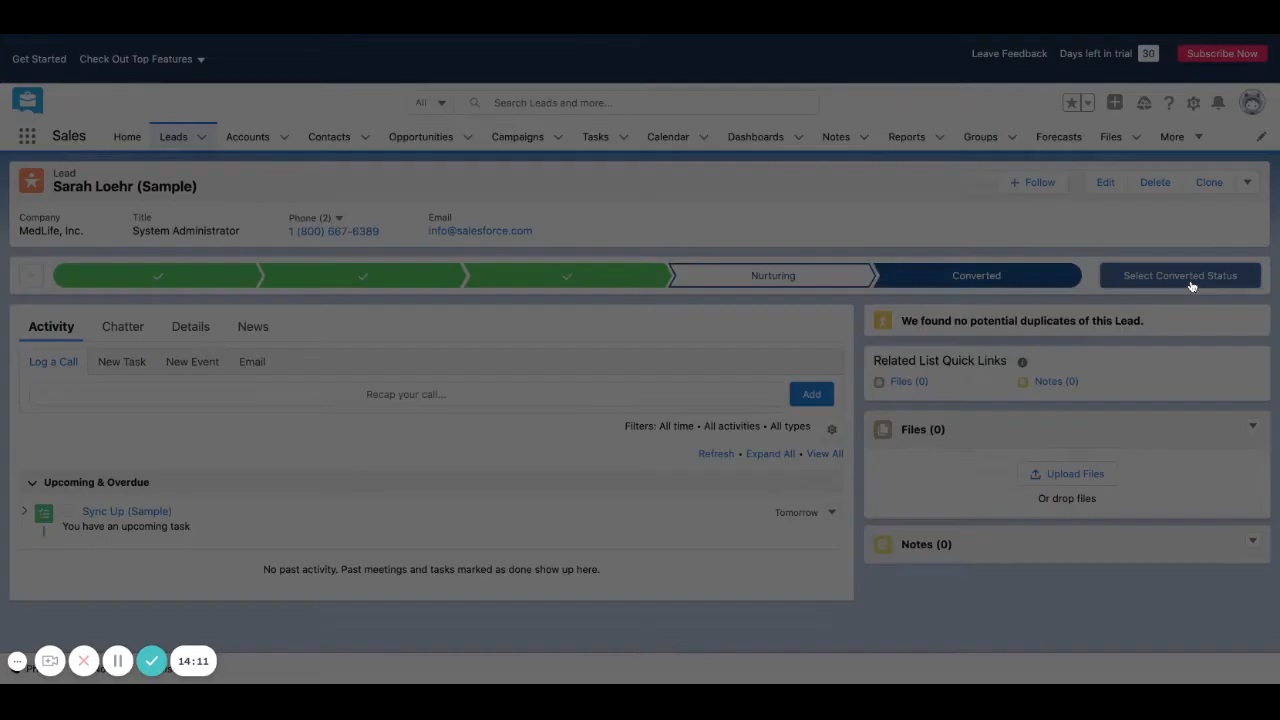 Get Started Check Out Top Features Leave Feedback Days left in trial 30 Subscribe Now
All Search Leads and more...
Sales Home Leads Accounts Contacts Opportunities Campaigns Tasks Calendar Dashboards Notes Reports Groups Forecasts Files More
Lead
Sarah Loehr (Sample)
+ Follow Edit Delete Clone
Company Title Phone (2) Email
MedLife, Inc. System Administrator 1 (800) 667-6389 info@salesforce.com
Nurturing Converted Select Converted Status
Activity Chatter Details News
Log a Call New Task New Event Email
Recap your call... Add
Filters: All time • All activities • All types
Refresh • Expand All • View All
Upcoming & Overdue
Sync Up (Sample) Tomorrow
You have an upcoming task
No past activity. Past meetings and tasks marked as done show up here.
We found no potential duplicates of this Lead.
Related List Quick Links
Files (0) Notes (0)
Files (0)
Upload Files
Or drop files
Notes (0)
14:11